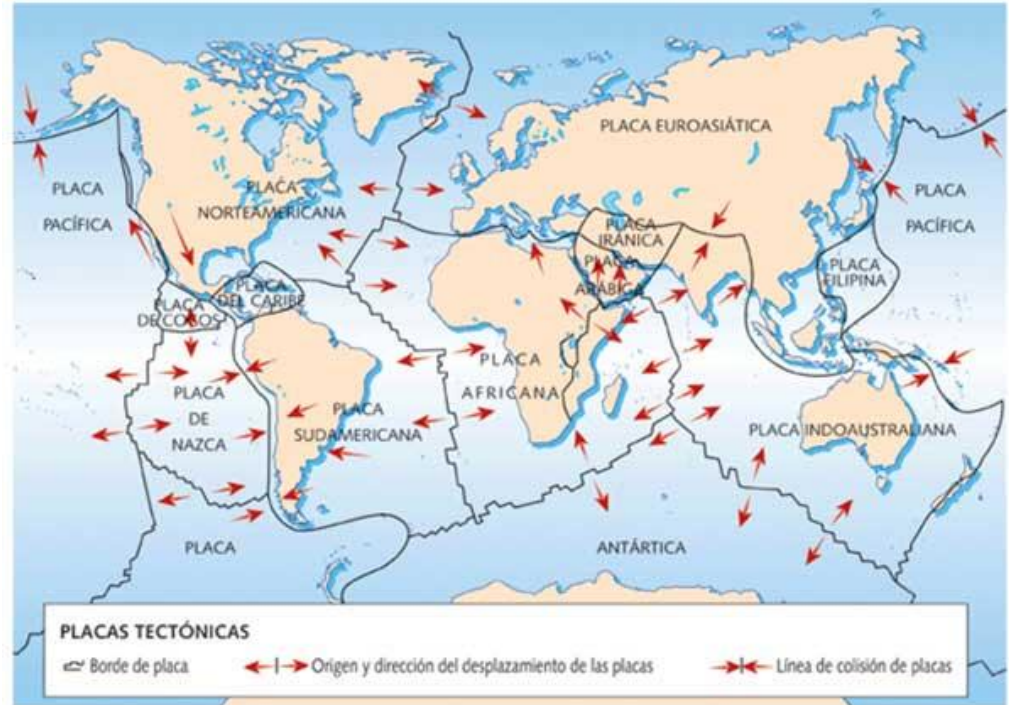 PLACA EUROASIÁTICA
PLACA
PACÍFICA
PLACA
NORTEAMERICANA
PLACA
IRÁNICA
PLACA
ARÁBIGA
PLACA
PACÍFICA
PLACA
FILIPINA
PLACA
DEL CARIBE
PLACA
DE COCOS
PLACA
DE
NAZCA
PLACA
SUDAMERICANA
PLACA
AFRICANA
PLACA INDOAUSTRALIANA
PLACA
ANTÁRTICA
PLACAS TECTÓNICAS
Borde de placa
Origen y dirección del desplazamiento de las placas
Línea de colisión de placas